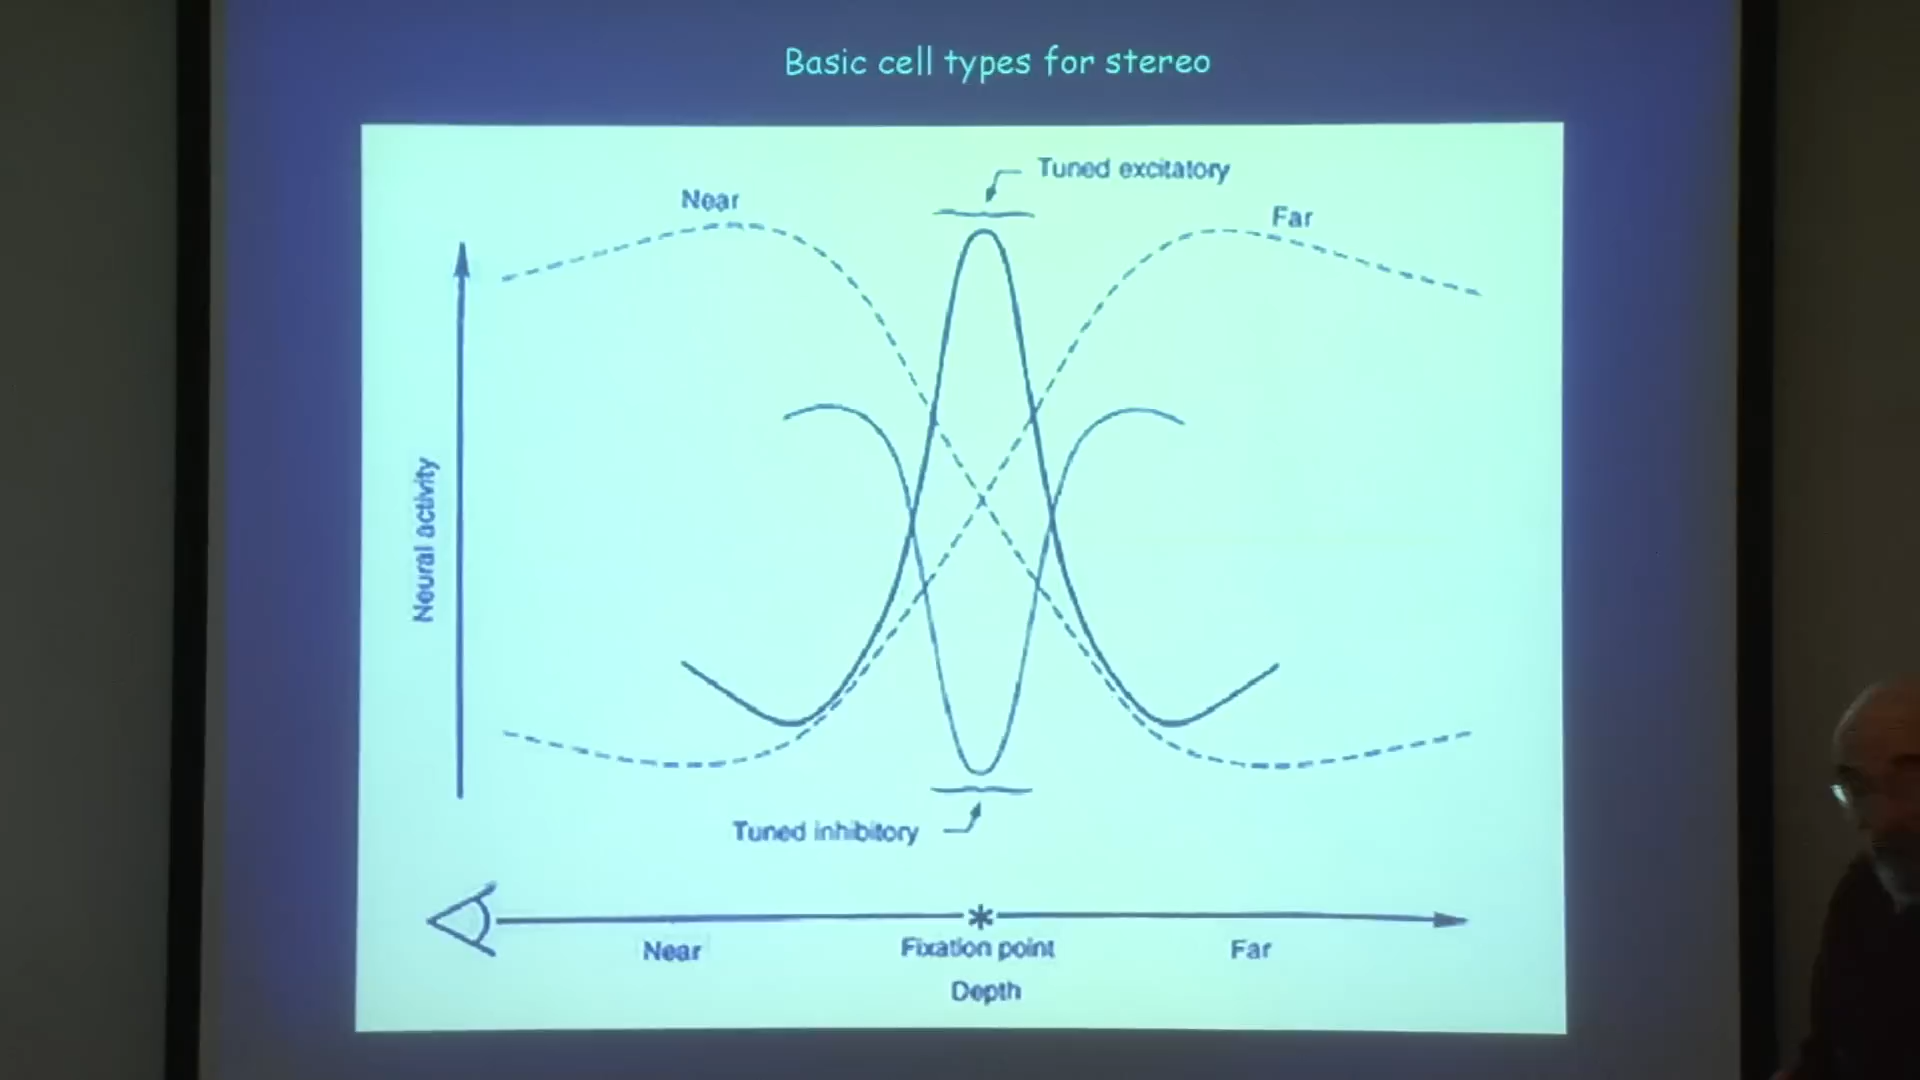 Basic cell types for stereo
Tuned excitatory
Near
Far
Neural activity
Tuned inhibitory
Near
Fixation point
Far
Depth